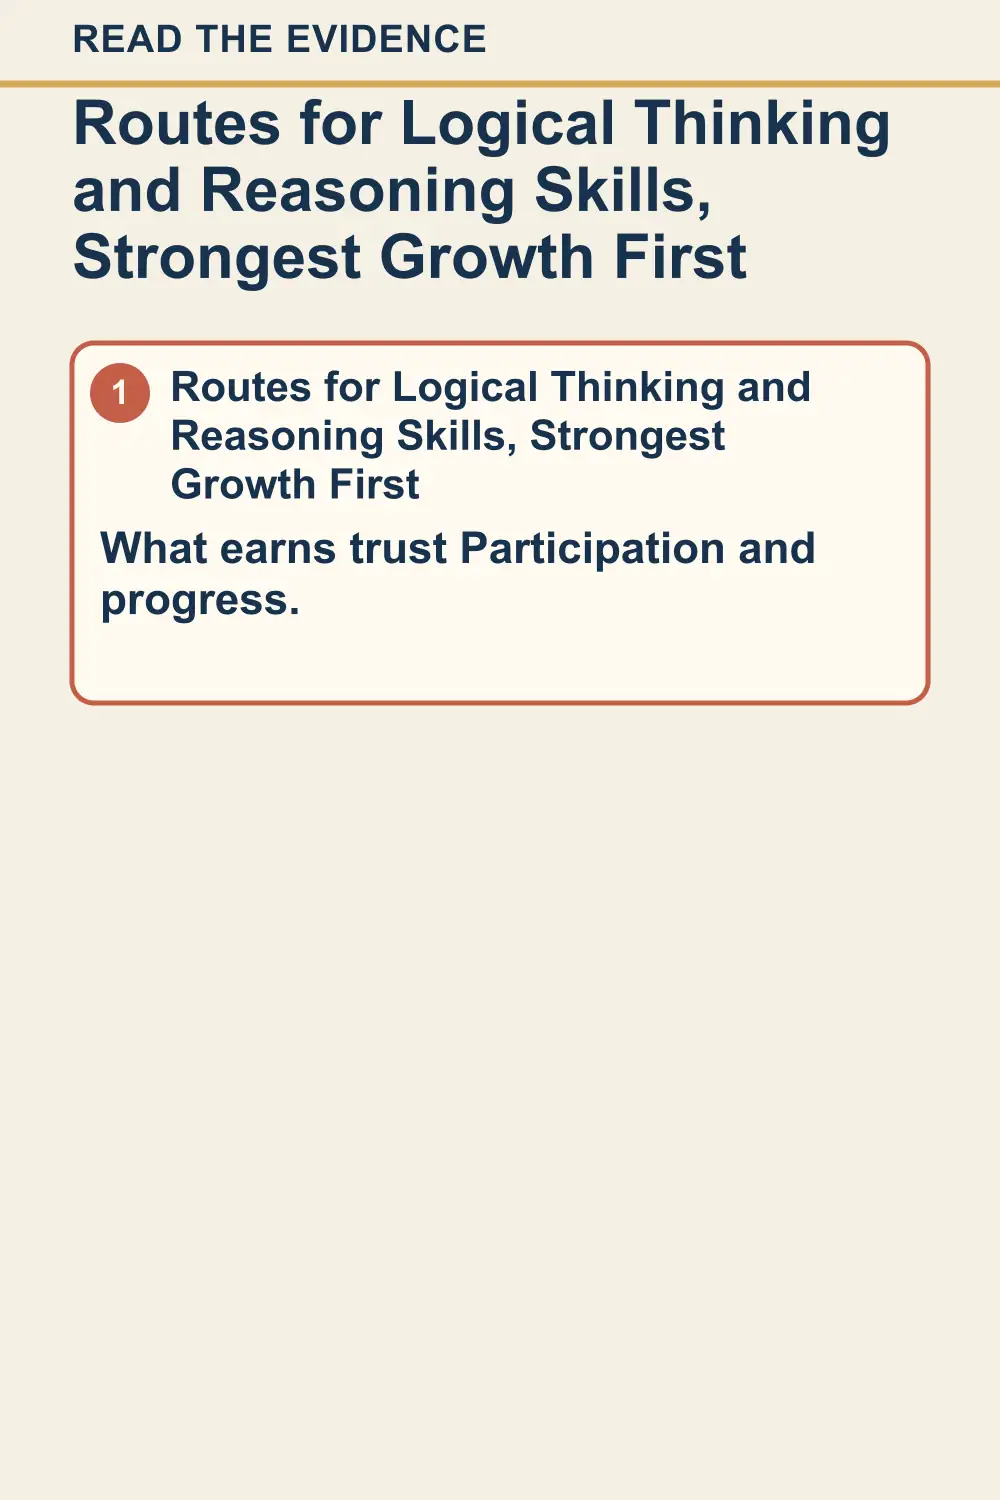 READ THE EVIDENCE
Routes for Logical Thinking
and Reasoning Skills,
Strongest Growth First
1
Routes for Logical Thinking and
Reasoning Skills, Strongest
Growth First
What earns trust Participation and
progress.